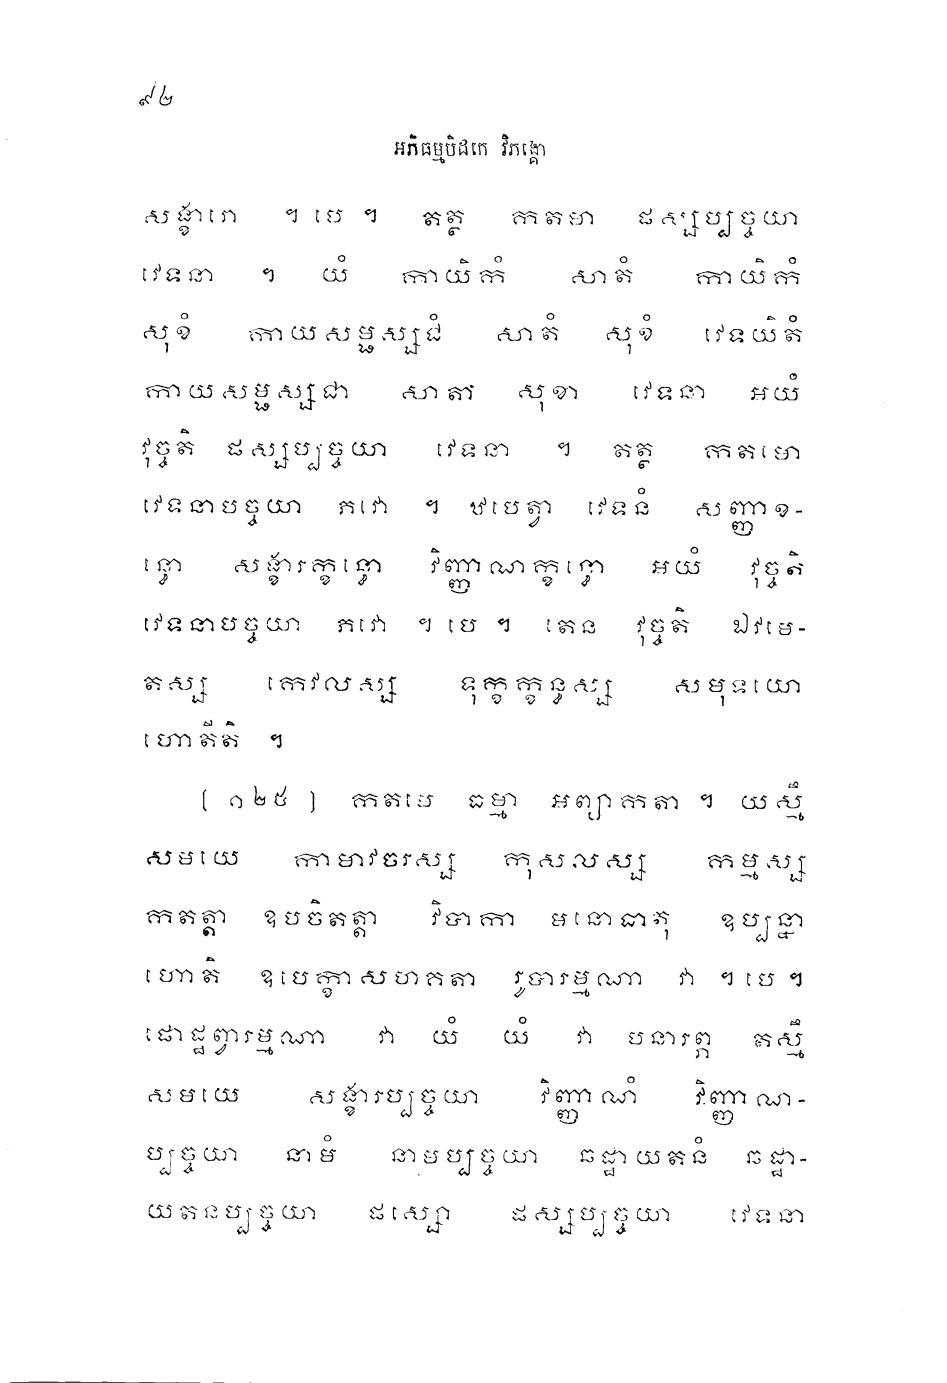 ៩៤
អភិធម្មបិដកេ វិភង្គោ
សង្ខារោ ។ បេ ។ តត្ថ កតមា ផស្សប្បច្ចយា
វេទនា ។ យំ កាយិកំ សាតំ កាយិកំ
សុខំ កាយសម្ផស្សជំ សាតំ សុខំ វេទយិតំ
កាយសម្ផស្សជា សាតា សុខា វេទនា អយំ
វុច្ចតិ ផស្សប្បច្ចយា វេទនា ។ តត្ថ កតមោ
វេទនាបច្ចយា ភវោ ។ ឋបេត្វា វេទនំ សញ្ញាខ-
ន្ធោ សង្ខារក្ខន្ធោ វិញ្ញាណក្ខន្ធោ អយំ វុច្ចតិ
វេទនាបច្ចយា ភវោ ។ បេ ។ តេន វុច្ចតិ ឯវមេ-
តស្ស កេវលស្ស ទុក្ខក្ខន្ធស្ស សមុទយោ
ហោតីតិ ។
( ១២៥ ) កតមេ ធម្មា អព្យាកតា ។ យស្មឹ
សមយេ កាមាវចរស្ស កុសលស្ស កម្មស្ស
កតត្តា ឧបចិតត្តា វិបាកា មនោធាតុ ឧប្បន្នា
ហោតិ ឧបេក្ខាសហគតា រូបារម្មណា វា ។ បេ ។
ផោដ្ឋព្វារម្មណា វា យំ យំ វា បនារព្ភ តស្មឹ
សមយេ សង្ខារប្បច្ចយា វិញ្ញាណំ វិញ្ញាណ-
ប្បច្ចយា នាមំ នាមប្បច្ចយា ឆដ្ឋាយតនំ ឆដ្ឋា-
យតនប្បច្ចយា ផស្សោ ផស្សប្បច្ចយា វេទនា